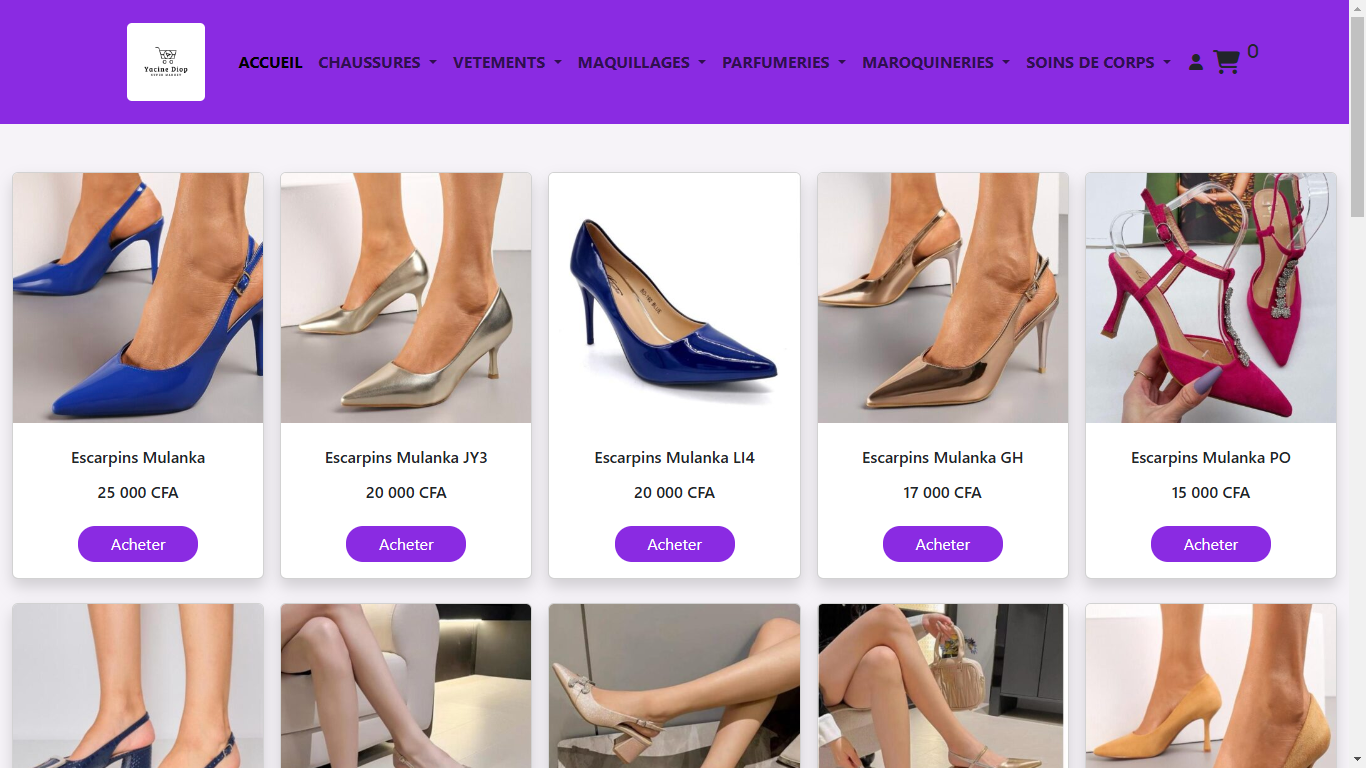 Yacine Diop
HYPER MARKET
ACCUEIL
CHAUSSURES
VETEMENTS
MAQUILLAGES
PARFUMERIES
MAROQUINERIES
SOINS DE CORPS
0
Escarpins Mulanka
25 000 CFA
Acheter
Escarpins Mulanka JY3
20 000 CFA
Acheter
Escarpins Mulanka LI4
20 000 CFA
Acheter
Escarpins Mulanka GH
17 000 CFA
Acheter
Escarpins Mulanka PO
15 000 CFA
Acheter